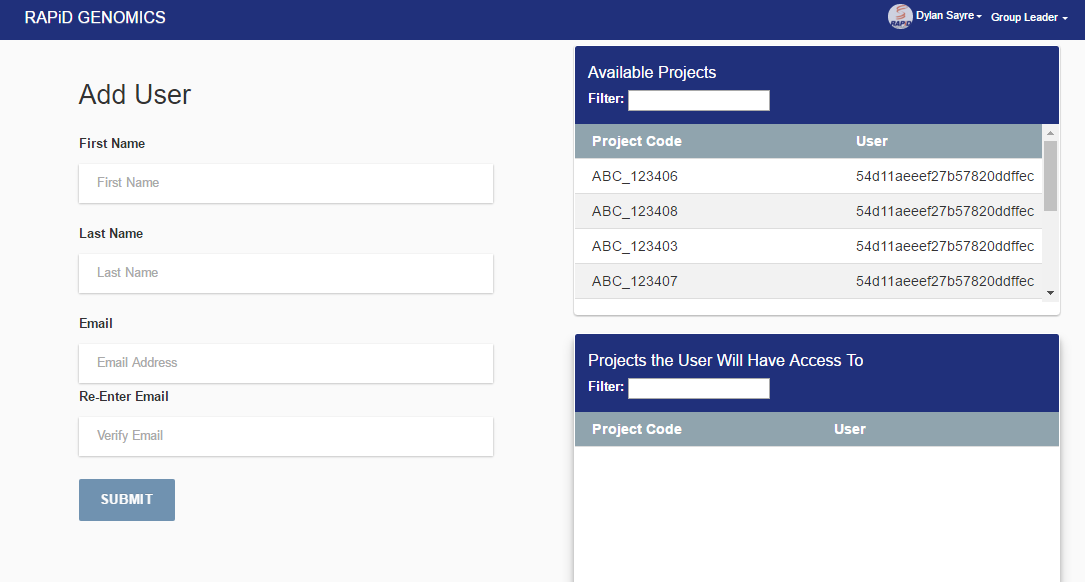 RAPiD GENOMICS
RAPiD
Dylan Sayre
Group Leader
Add User
First Name
First Name
Last Name
Last Name
Email
Email Address
Re-Enter Email
Verify Email
SUBMIT
Available Projects
Filter:
Project Code User
ABC_123406 54d11aeeef27b57820ddffec
ABC_123408 54d11aeeef27b57820ddffec
ABC_123403 54d11aeeef27b57820ddffec
ABC_123407 54d11aeeef27b57820ddffec
Projects the User Will Have Access To
Filter:
Project Code User